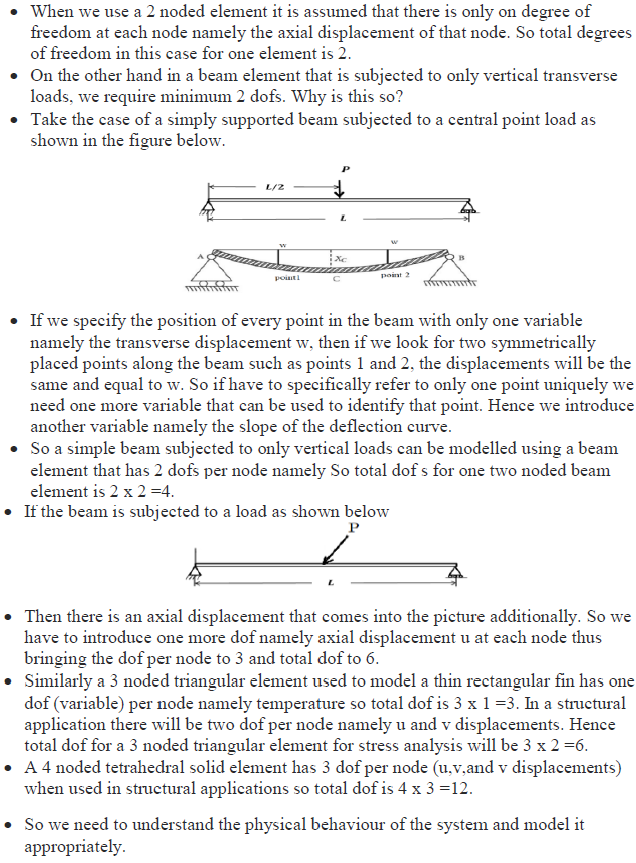 • When we use a 2 noded element it is assumed that there is only on degree of
freedom at each node namely the axial displacement of that node. So total degrees
of freedom in this case for one element is 2.
• On the other hand in a beam element that is subjected to only vertical transverse
loads, we require minimum 2 dofs. Why is this so?
• Take the case of a simply supported beam subjected to a central point load as
shown in the figure below.
P
L/2
L
w
w
A
Xc
B
point1
C
point 2
• If we specify the position of every point in the beam with only one variable
namely the transverse displacement w, then if we look for two symmetrically
placed points along the beam such as points 1 and 2, the displacements will be the
same and equal to w. So if have to specifically refer to only one point uniquely we
need one more variable that can be used to identify that point. Hence we introduce
another variable namely the slope of the deflection curve.
• So a simple beam subjected to only vertical loads can be modelled using a beam
element that has 2 dofs per node namely So total dof s for one two noded beam
element is 2 x 2 =4.
• If the beam is subjected to a load as shown below
P
L
• Then there is an axial displacement that comes into the picture additionally. So we
have to introduce one more dof namely axial displacement u at each node thus
bringing the dof per node to 3 and total dof to 6.
• Similarly a 3 noded triangular element used to model a thin rectangular fin has one
dof (variable) per node namely temperature so total dof is 3 x 1 =3. In a structural
application there will be two dof per node namely u and v displacements. Hence
total dof for a 3 noded triangular element for stress analysis will be 3 x 2 =6.
• A 4 noded tetrahedral solid element has 3 dof per node (u,v,and v displacements)
when used in structural applications so total dof is 4 x 3 =12.
• So we need to understand the physical behaviour of the system and model it
appropriately.